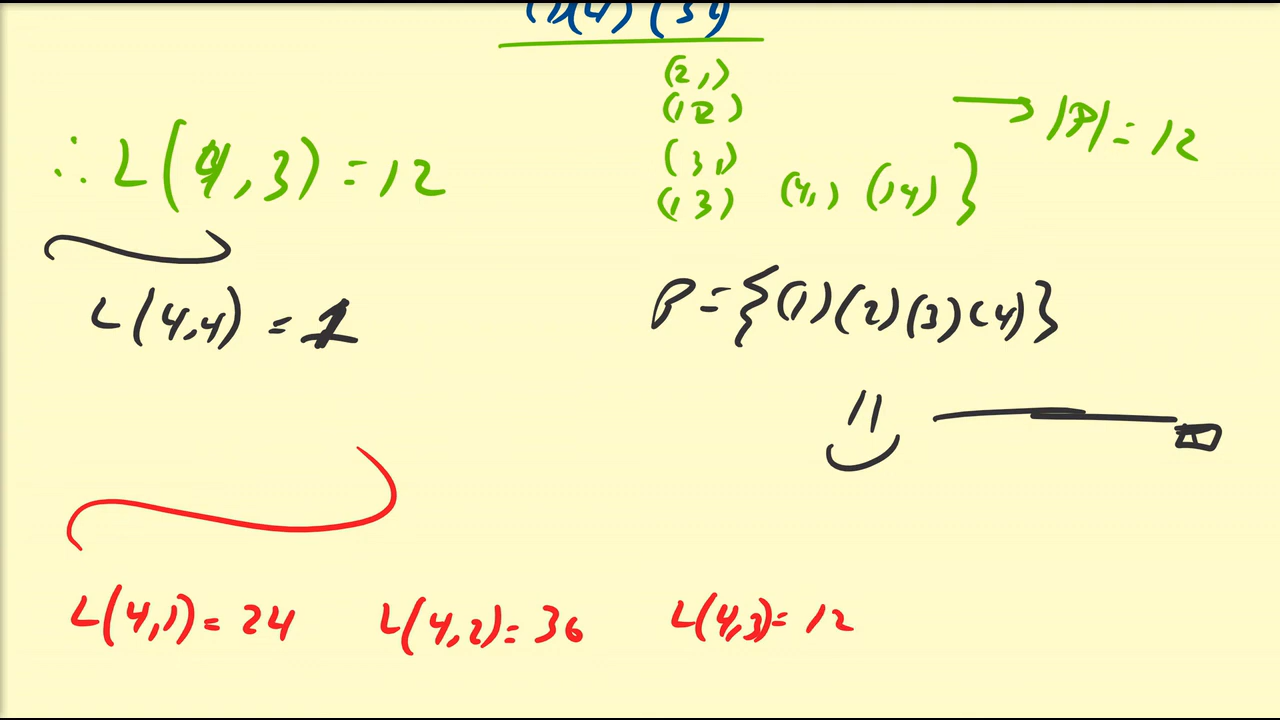 (2,)
(12)
→ |P| = 12
∴ L(4,3) = 12
(3,)
(13) (4,) (14) }
L(4,4) = 1
P = {(1)(2)(3)(4)}
L(4,1) = 24 L(4,2) = 36 L(4,3) = 12